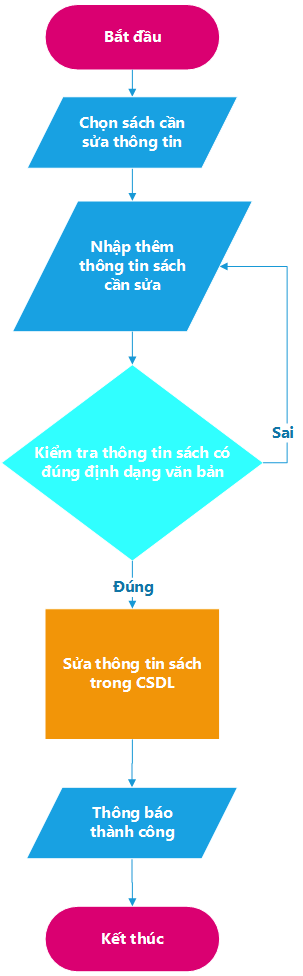 Bắt đầu
Chọn sách cần
sửa thông tin
Nhập thêm
thông tin sách
cần sửa
Sai
Kiểm tra thông tin sách có
đúng định dạng văn bản
Đúng
Sửa thông tin sách
trong CSDL
Thông báo
thành công
Kết thúc